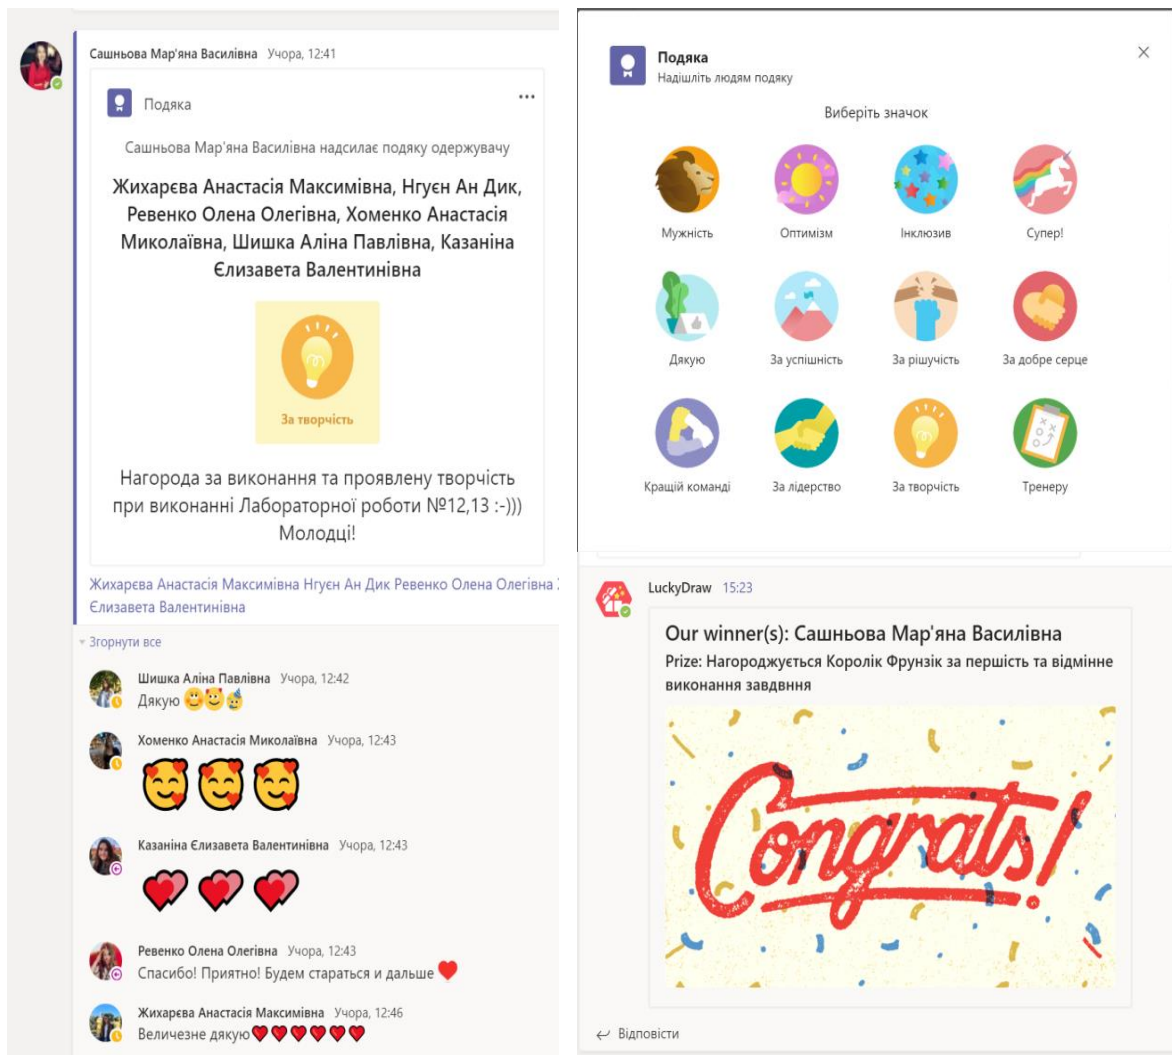 Сашньова Мар'яна Василівна Учора, 12:41
Подяка
Сашньова Мар'яна Василівна надсилає подяку одержувачу
Жихарєва Анастасія Максимівна, Нгуєн Ан Дик,
Ревенко Олена Олегівна, Хоменко Анастасія
Миколаївна, Шишка Аліна Павлівна, Казаніна
Єлизавета Валентинівна
За творчість
Нагорода за виконання та проявлену творчість
при виконанні Лабораторної роботи №12,13 :-)))
Молодці!
Жихарєва Анастасія Максимівна Нгуєн Ан Дик Ревенко Олена Олегівна
Єлизавета Валентинівна
Згорнути все
Шишка Аліна Павлівна Учора, 12:42
Дякую
Хоменко Анастасія Миколаївна Учора, 12:43
Казаніна Єлизавета Валентинівна Учора, 12:43
Ревенко Олена Олегівна Учора, 12:43
Спасибо! Приятно! Будем стараться и дальше
Жихарєва Анастасія Максимівна Учора, 12:46
Величезне дякую
Подяка
Надішліть людям подяку
Виберіть значок
Мужність Оптимізм Інклюзив Супер!
Дякую За успішність За рішучість За добре серце
Кращій команді За лідерство За творчість Тренеру
LuckyDraw 15:23
Our winner(s): Сашньова Мар'яна Василівна
Prize: Нагороджується Королік Фрунзік за першість та відмінне
виконання завдвння
Congrats!
Відповісти